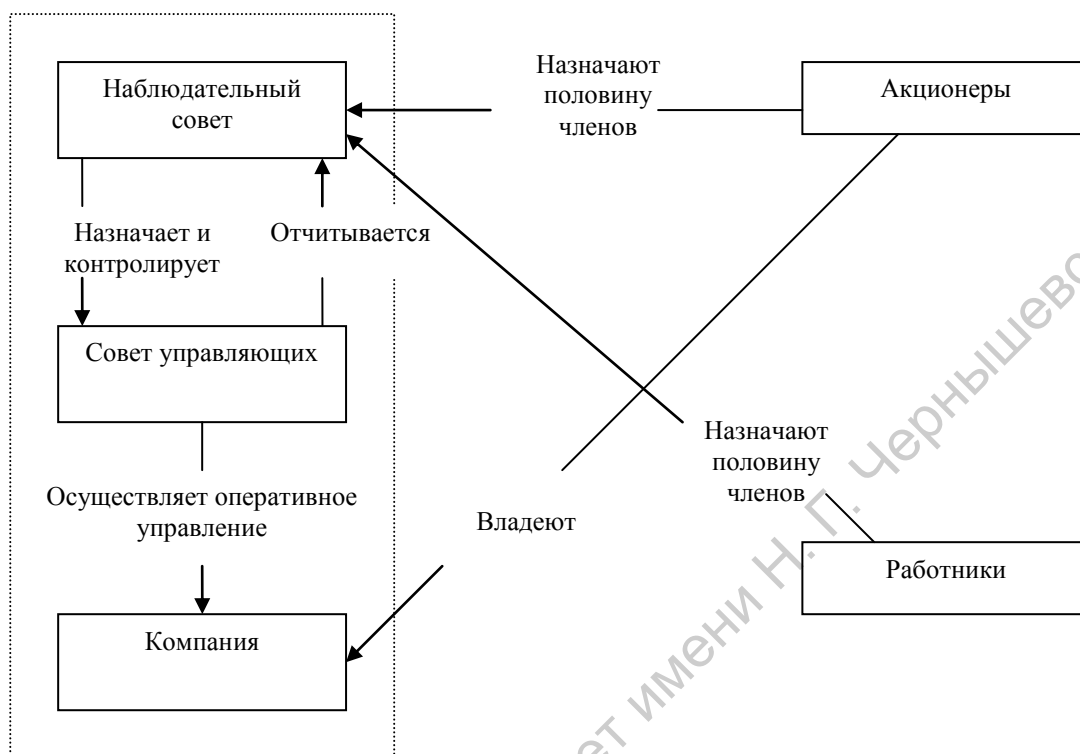 Наблюдательный
совет
Назначают
половину
членов
Акционеры
Назначает и
контролирует
Отчитывается
Совет управляющих
Назначают
половину
членов
Осуществляет оперативное
управление
Владеют
Работники
Компания
имени Н. Г.